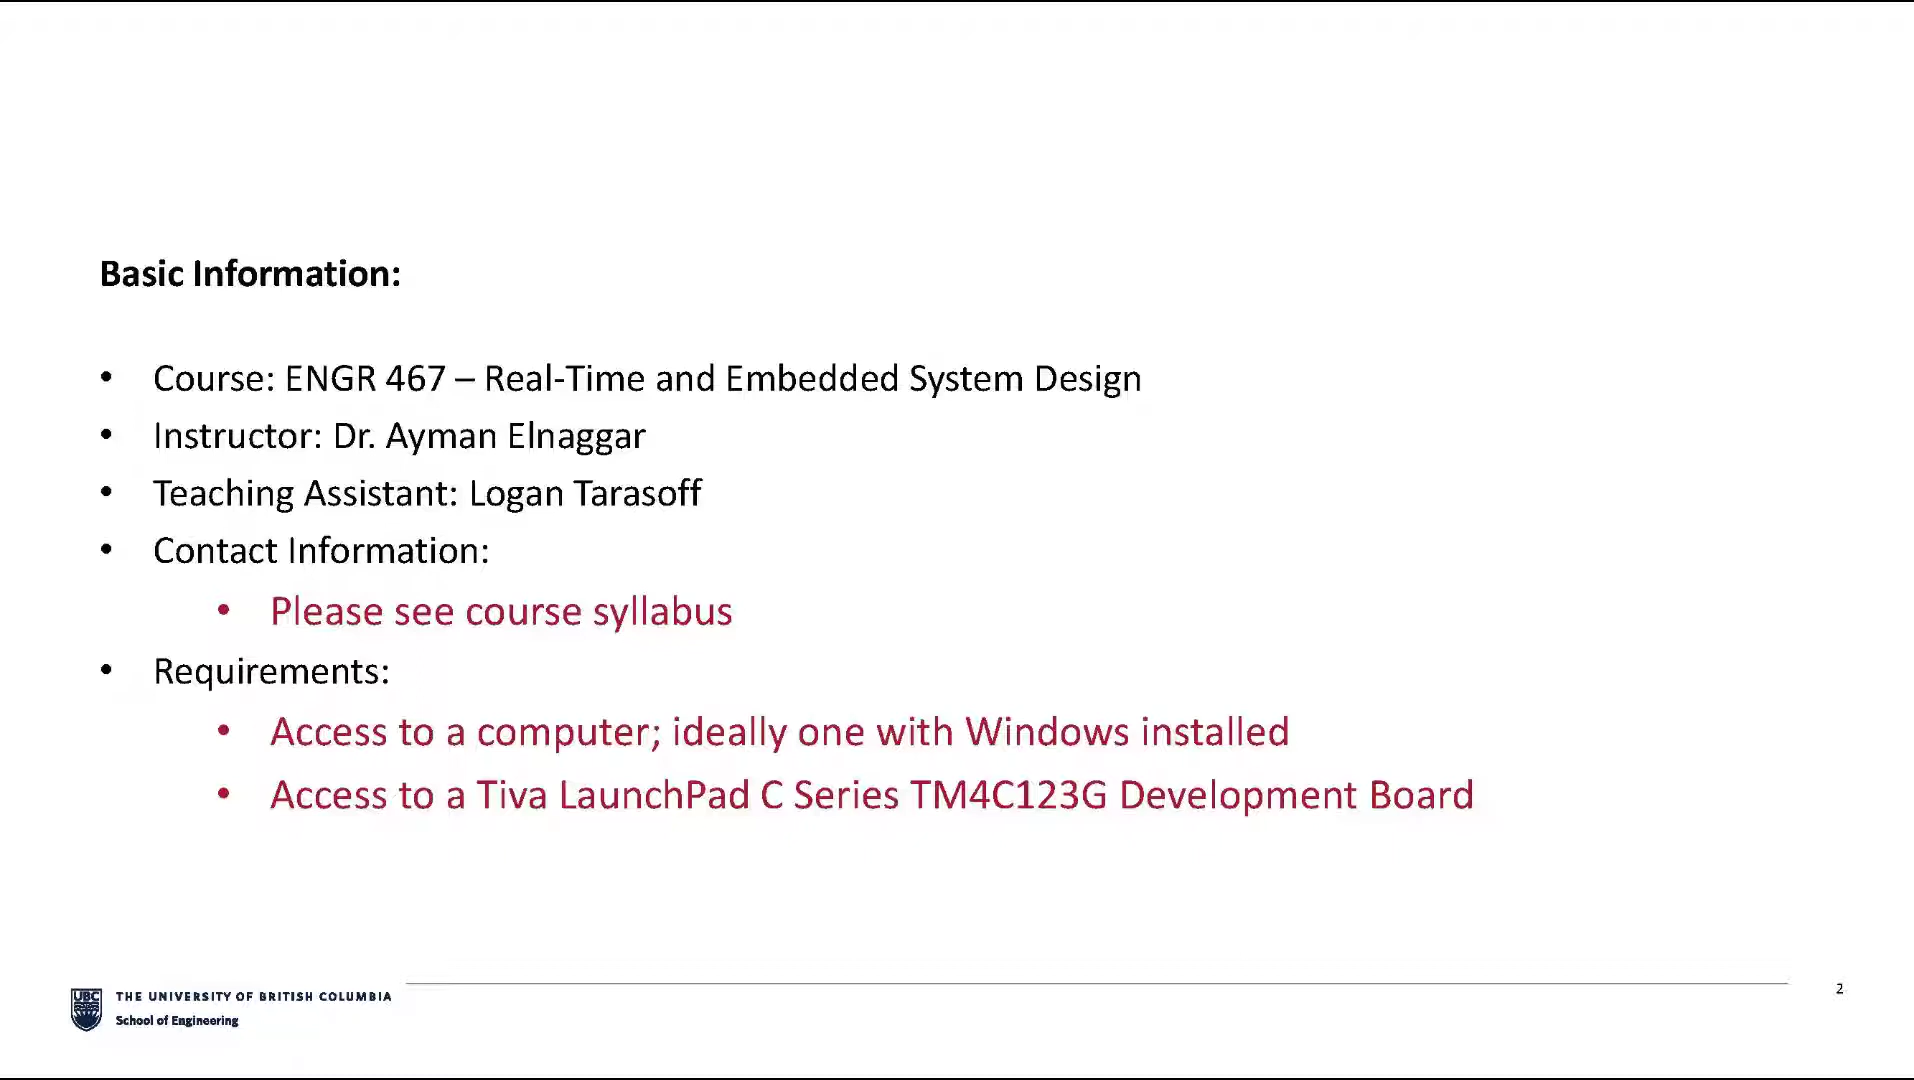 Basic Information:
• Course: ENGR 467 – Real-Time and Embedded System Design
• Instructor: Dr. Ayman Elnaggar
• Teaching Assistant: Logan Tarasoff
• Contact Information:
• Please see course syllabus
• Requirements:
• Access to a computer; ideally one with Windows installed
• Access to a Tiva LaunchPad C Series TM4C123G Development Board
UBC
THE UNIVERSITY OF BRITISH COLUMBIA
School of Engineering
2